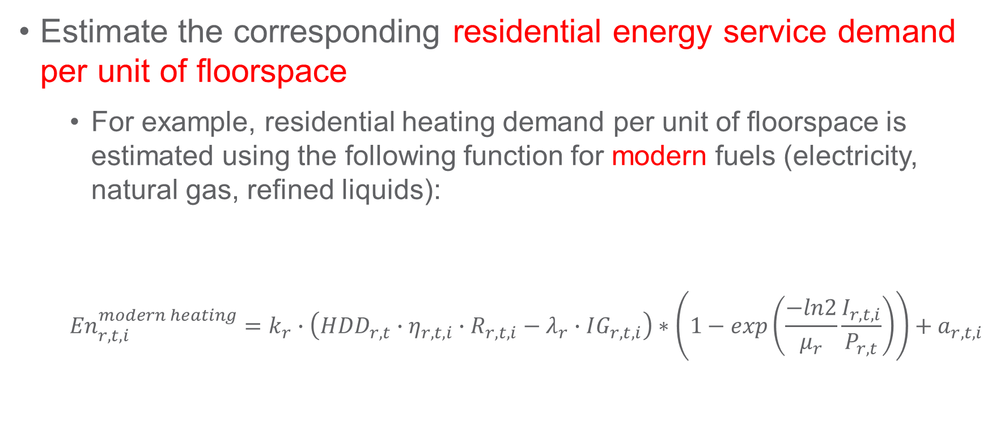 • Estimate the corresponding residential energy service demand
per unit of floorspace
• For example, residential heating demand per unit of floorspace is
estimated using the following function for modern fuels (electricity,
natural gas, refined liquids):
$En_{r,t,i}^{modern\ heating} = k_r \cdot (HDD_{r,t} \cdot \eta_{r,t,i} \cdot R_{r,t,i} - \lambda_r \cdot IG_{r,t,i}) * \left(1 - exp\left(\frac{-ln2}{\mu_r} \frac{I_{r,t,i}}{P_{r,t}}\right)\right) + a_{r,t,i}$